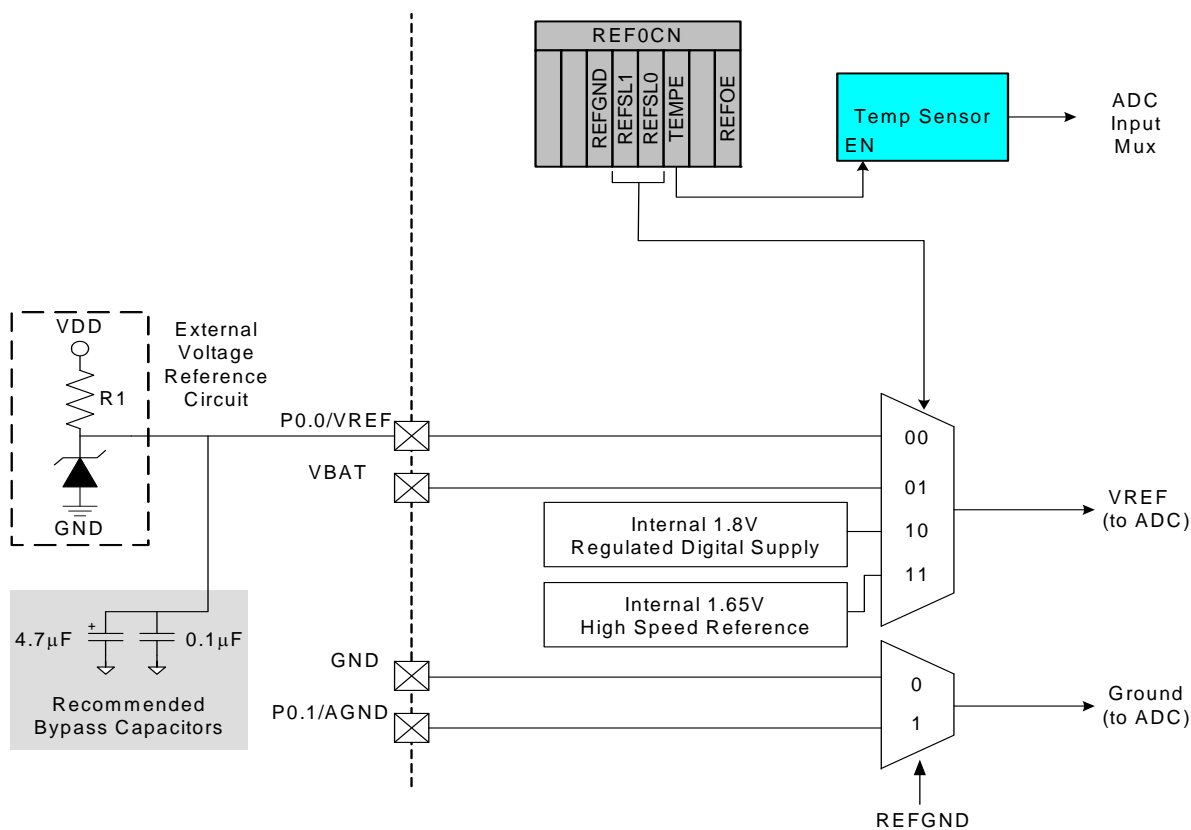 REF0CN
REFGND
REFSL1
REFSL0
TEMPE
REFOE
Temp Sensor
EN
ADC
Input
Mux
VDD
R1
GND
External
Voltage
Reference
Circuit
P0.0/VREF
VBAT
00
01
10
11
Internal 1.8V
Regulated Digital Supply
Internal 1.65V
High Speed Reference
VREF
(to ADC)
4.7µF
+
0.1µF
Recommended
Bypass Capacitors
GND
P0.1/AGND
0
1
Ground
(to ADC)
REFGND